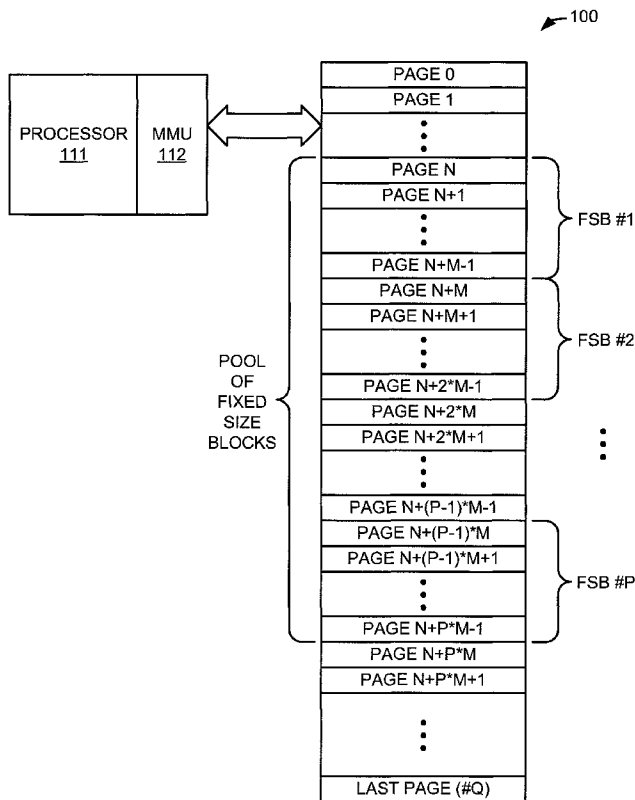 100
PROCESSOR
111
MMU
112
PAGE 0
PAGE 1
PAGE N
PAGE N+1
PAGE N+M-1
PAGE N+M
PAGE N+M+1
PAGE N+2*M-1
PAGE N+2*M
PAGE N+2*M+1
PAGE N+(P-1)*M-1
PAGE N+(P-1)*M
PAGE N+(P-1)*M+1
PAGE N+P*M-1
PAGE N+P*M
PAGE N+P*M+1
LAST PAGE (#Q)
POOL
OF
FIXED
SIZE
BLOCKS
FSB #1
FSB #2
FSB #P